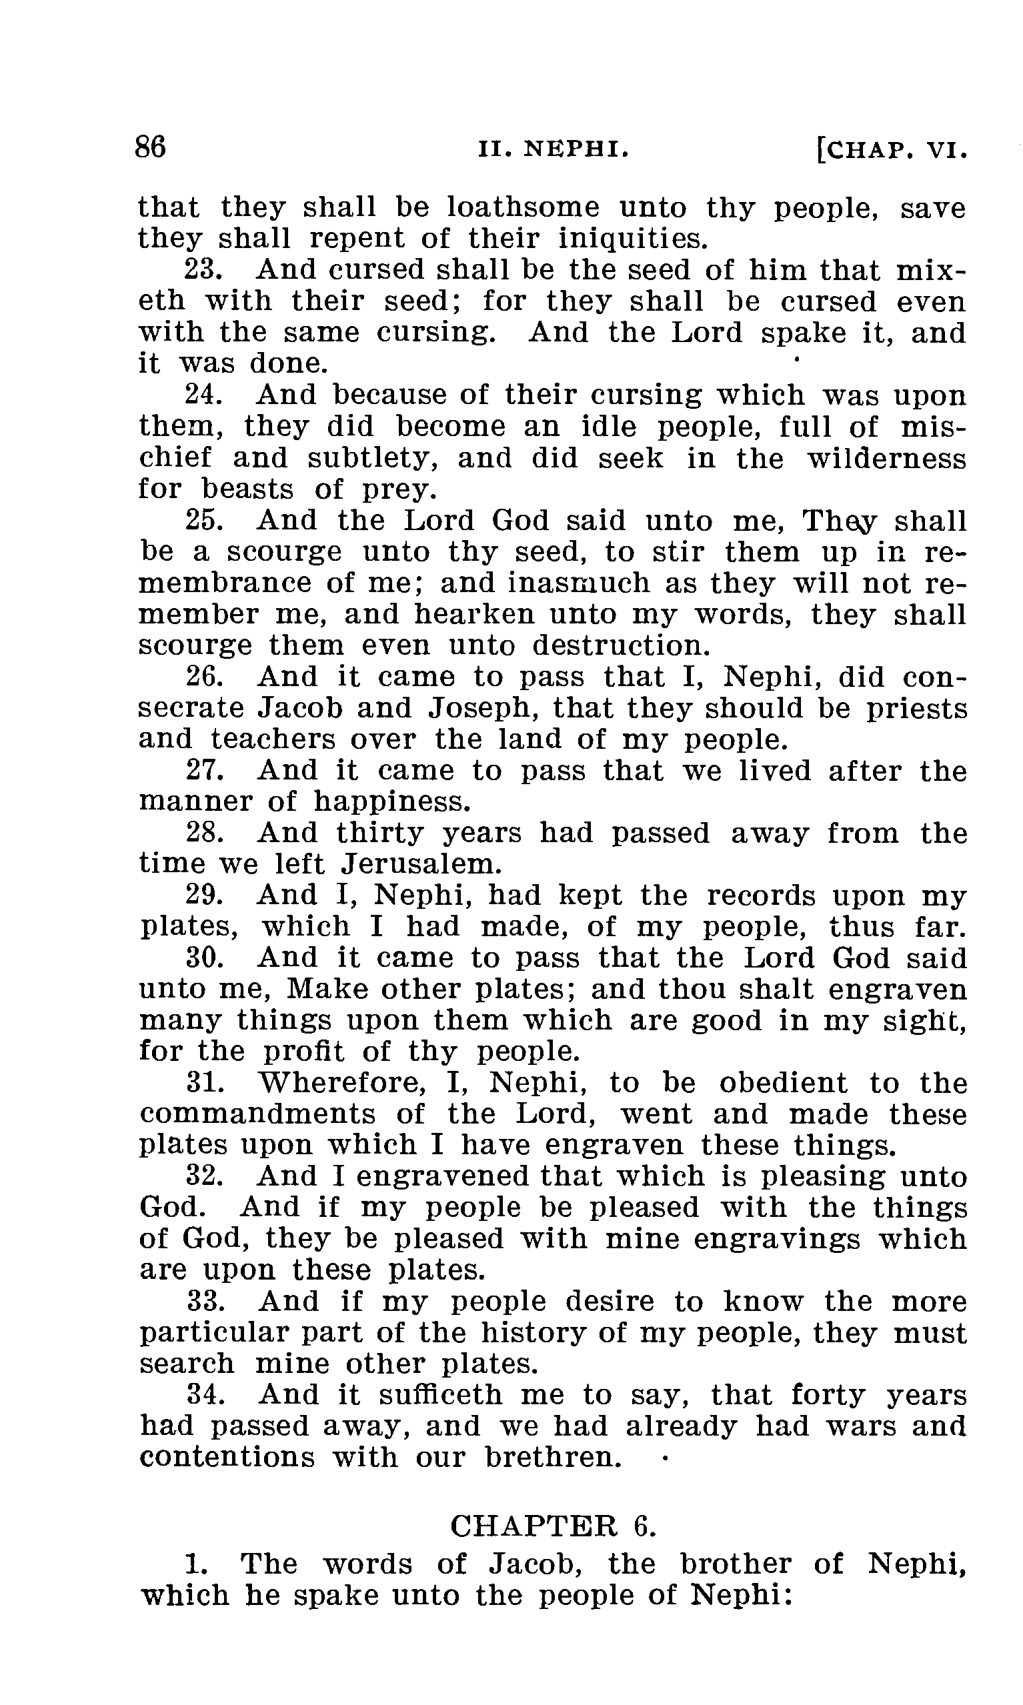 86 II. NEPHI. [CHAP. VI.
that they shall be loathsome unto thy people, save
they shall repent of their iniquities.
23. And cursed shall be the seed of him that mix-
eth with their seed; for they shall be cursed even
with the same cursing. And the Lord spake it, and
it was done.
24. And because of their cursing which was upon
them, they did become an idle people, full of mis-
chief and subtlety, and did seek in the wilderness
for beasts of prey.
25. And the Lord God said unto me, They shall
be a scourge unto thy seed, to stir them up in re-
membrance of me; and inasmuch as they will not re-
member me, and hearken unto my words, they shall
scourge them even unto destruction.
26. And it came to pass that I, Nephi, did con-
secrate Jacob and Joseph, that they should be priests
and teachers over the land of my people.
27. And it came to pass that we lived after the
manner of happiness.
28. And thirty years had passed away from the
time we left Jerusalem.
29. And I, Nephi, had kept the records upon my
plates, which I had made, of my people, thus far.
30. And it came to pass that the Lord God said
unto me, Make other plates; and thou shalt engraven
many things upon them which are good in my sight,
for the profit of thy people.
31. Wherefore, I, Nephi, to be obedient to the
commandments of the Lord, went and made these
plates upon which I have engraven these things.
32. And I engravened that which is pleasing unto
God. And if my people be pleased with the things
of God, they be pleased with mine engravings which
are upon these plates.
33. And if my people desire to know the more
particular part of the history of my people, they must
search mine other plates.
34. And it sufficeth me to say, that forty years
had passed away, and we had already had wars and
contentions with our brethren.
CHAPTER 6.
1. The words of Jacob, the brother of Nephi,
which he spake unto the people of Nephi: